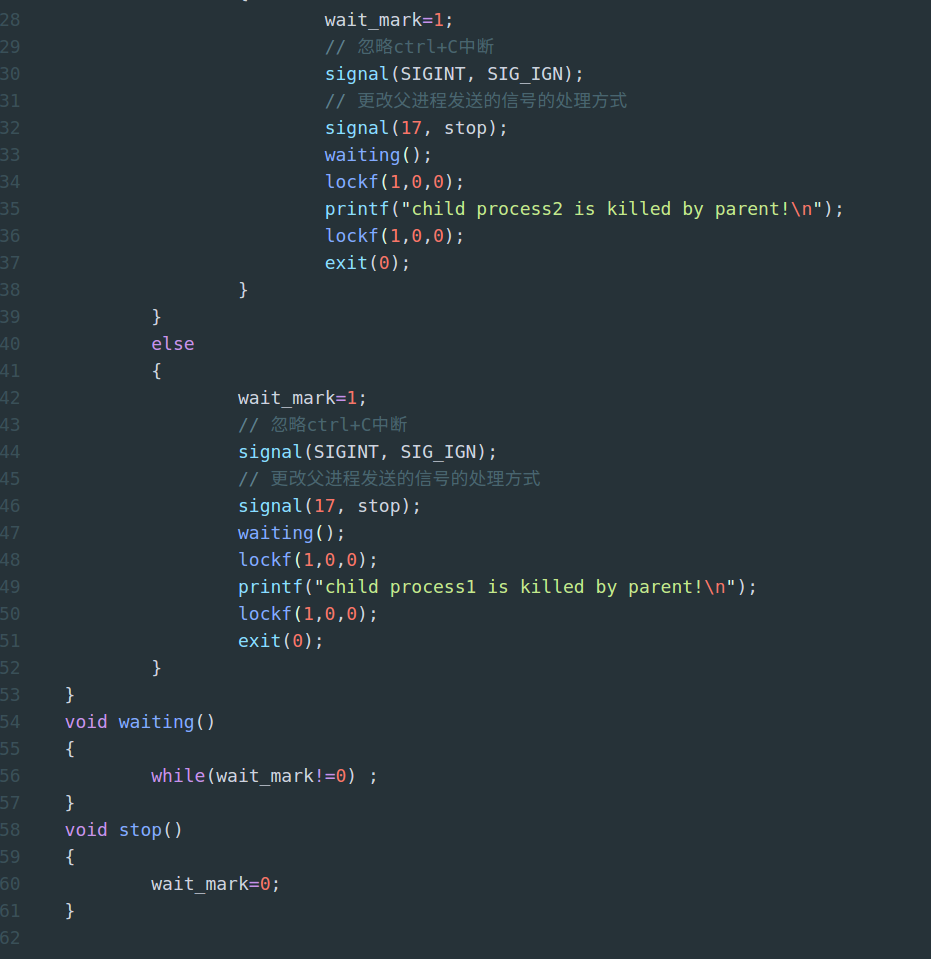 28 wait_mark=1;
29 // 忽略ctrl+C中断
30 signal(SIGINT, SIG_IGN);
31 // 更改父进程发送的信号的处理方式
32 signal(17, stop);
33 waiting();
34 lockf(1,0,0);
35 printf("child process2 is killed by parent!\n");
36 lockf(1,0,0);
37 exit(0);
38 }
39 }
40 else
41 {
42 wait_mark=1;
43 // 忽略ctrl+C中断
44 signal(SIGINT, SIG_IGN);
45 // 更改父进程发送的信号的处理方式
46 signal(17, stop);
47 waiting();
48 lockf(1,0,0);
49 printf("child process1 is killed by parent!\n");
50 lockf(1,0,0);
51 exit(0);
52 }
53 }
54 void waiting()
55 {
56 while(wait_mark!=0) ;
57 }
58 void stop()
59 {
60 wait_mark=0;
61 }
62